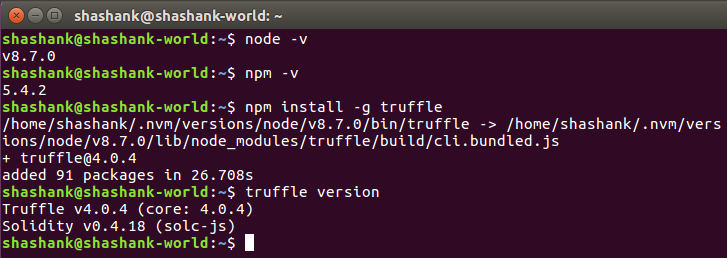 shashank@shashank-world: ~
shashank@shashank-world:~$ node -v
v8.7.0
shashank@shashank-world:~$ npm -v
5.4.2
shashank@shashank-world:~$ npm install -g truffle
/home/shashank/.nvm/versions/node/v8.7.0/bin/truffle -> /home/shashank/.nvm/vers
ions/node/v8.7.0/lib/node_modules/truffle/build/cli.bundled.js
+ truffle@4.0.4
added 91 packages in 26.708s
shashank@shashank-world:~$ truffle version
Truffle v4.0.4 (core: 4.0.4)
Solidity v0.4.18 (solc-js)
shashank@shashank-world:~$